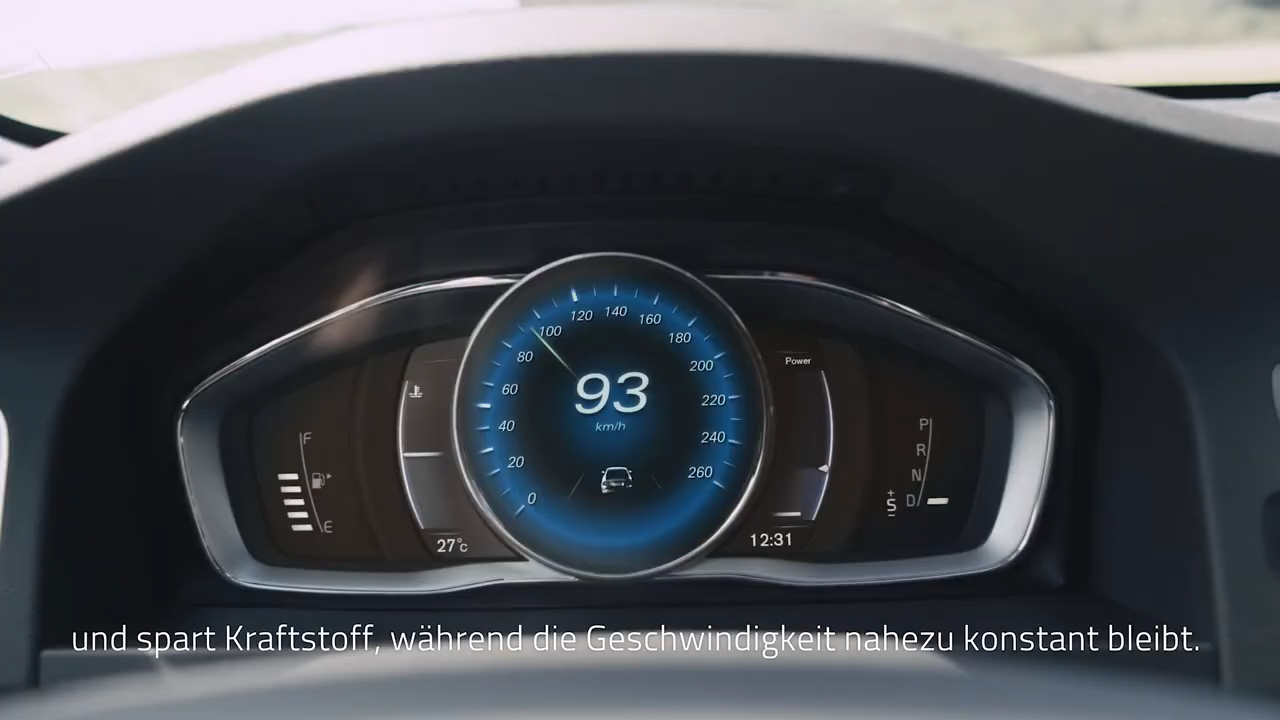 120 140 160
100 180
80 200
60 220
40 240
20 260
0
93
km/h
F
E
27°c
Power
12:31
P
R
N
D
+
S
−
und spart Kraftstoff, während die Geschwindigkeit nahezu konstant bleibt.